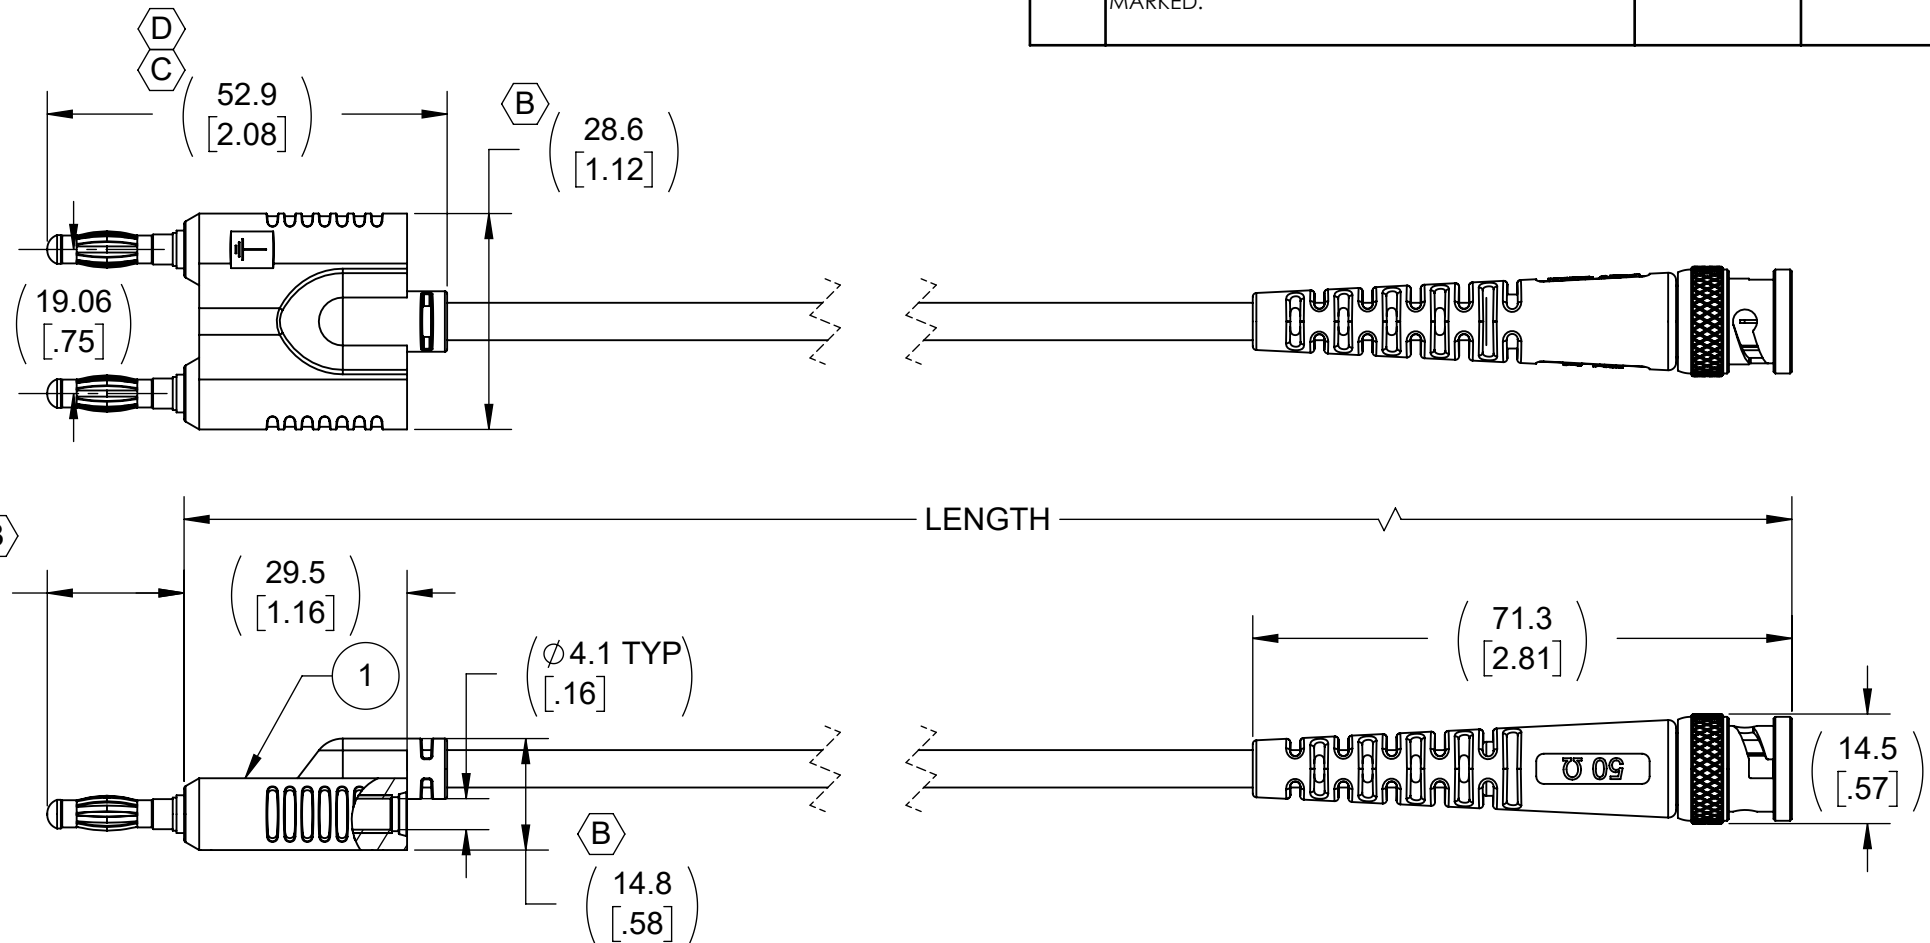 MARKED.
D
C
52.9
[2.08]
B
28.6
[1.12]
19.06
[.75]
LENGTH
29.5
[1.16]
1
Ø4.1 TYP
[.16]
71.3
[2.81]
50 Ω
14.5
[.57]
B
14.8
[.58]